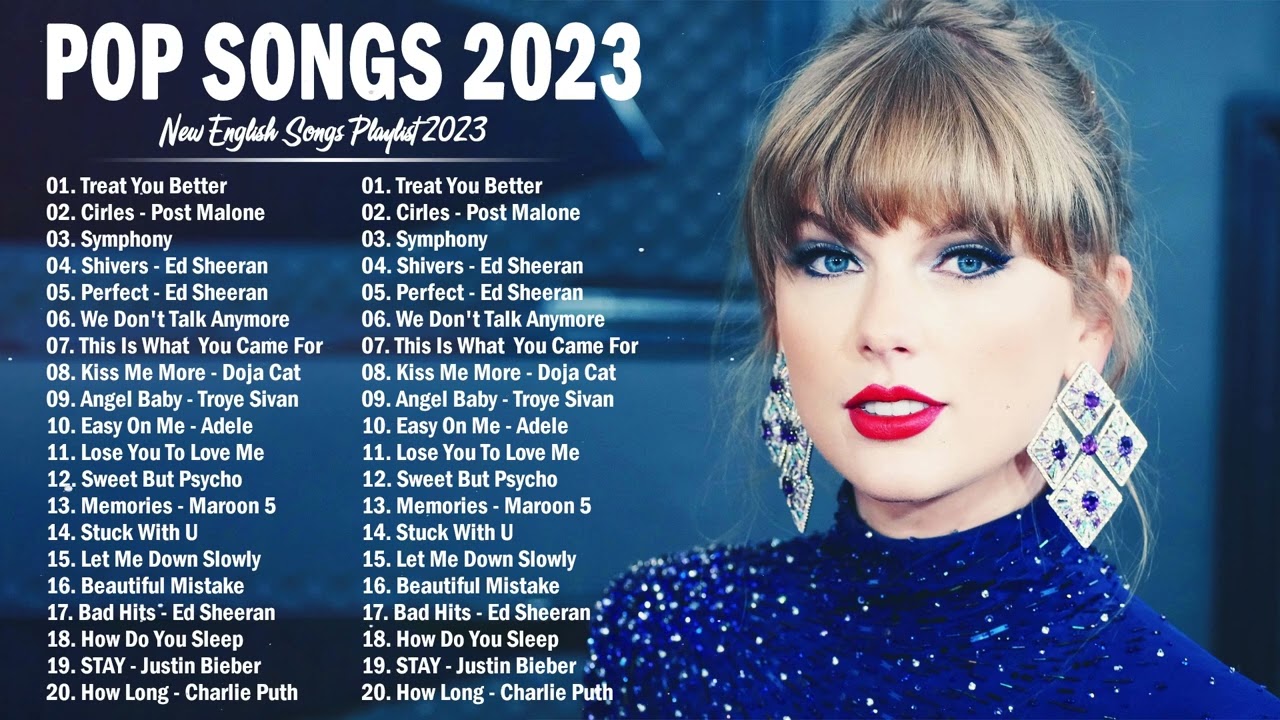 POP SONGS 2023
New English Songs Playlist 2023
01. Treat You Better
02. Cirles - Post Malone
03. Symphony
04. Shivers - Ed Sheeran
05. Perfect - Ed Sheeran
06. We Don't Talk Anymore
07. This Is What You Came For
08. Kiss Me More - Doja Cat
09. Angel Baby - Troye Sivan
10. Easy On Me - Adele
11. Lose You To Love Me
12. Sweet But Psycho
13. Memories - Maroon 5
14. Stuck With U
15. Let Me Down Slowly
16. Beautiful Mistake
17. Bad Hits - Ed Sheeran
18. How Do You Sleep
19. STAY - Justin Bieber
20. How Long - Charlie Puth
01. Treat You Better
02. Cirles - Post Malone
03. Symphony
04. Shivers - Ed Sheeran
05. Perfect - Ed Sheeran
06. We Don't Talk Anymore
07. This Is What You Came For
08. Kiss Me More - Doja Cat
09. Angel Baby - Troye Sivan
10. Easy On Me - Adele
11. Lose You To Love Me
12. Sweet But Psycho
13. Memories - Maroon 5
14. Stuck With U
15. Let Me Down Slowly
16. Beautiful Mistake
17. Bad Hits - Ed Sheeran
18. How Do You Sleep
19. STAY - Justin Bieber
20. How Long - Charlie Puth